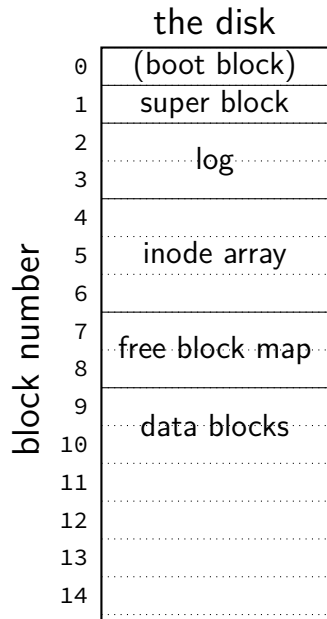 the disk
block number
0 (boot block)
1 super block
2
log
3
4
5 inode array
6
7
free block map
8
9
data blocks
10
11
12
13
14